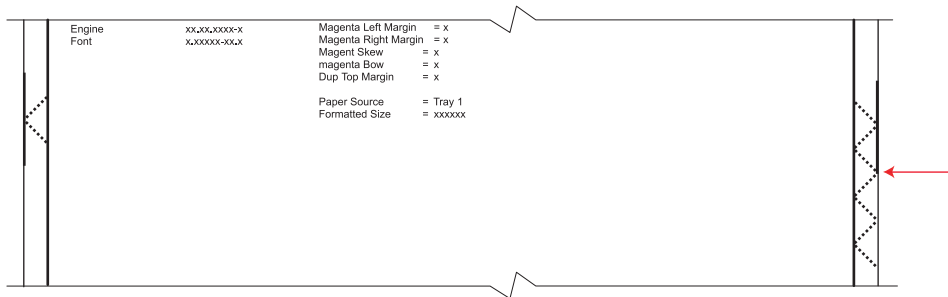 Engine xx.xx.xxxx-x
Font x.xxxxx-xx.x
Magenta Left Margin = x
Magenta Right Margin = x
Magent Skew = x
magenta Bow = x
Dup Top Margin = x
Paper Source = Tray 1
Formatted Size = xxxxxx